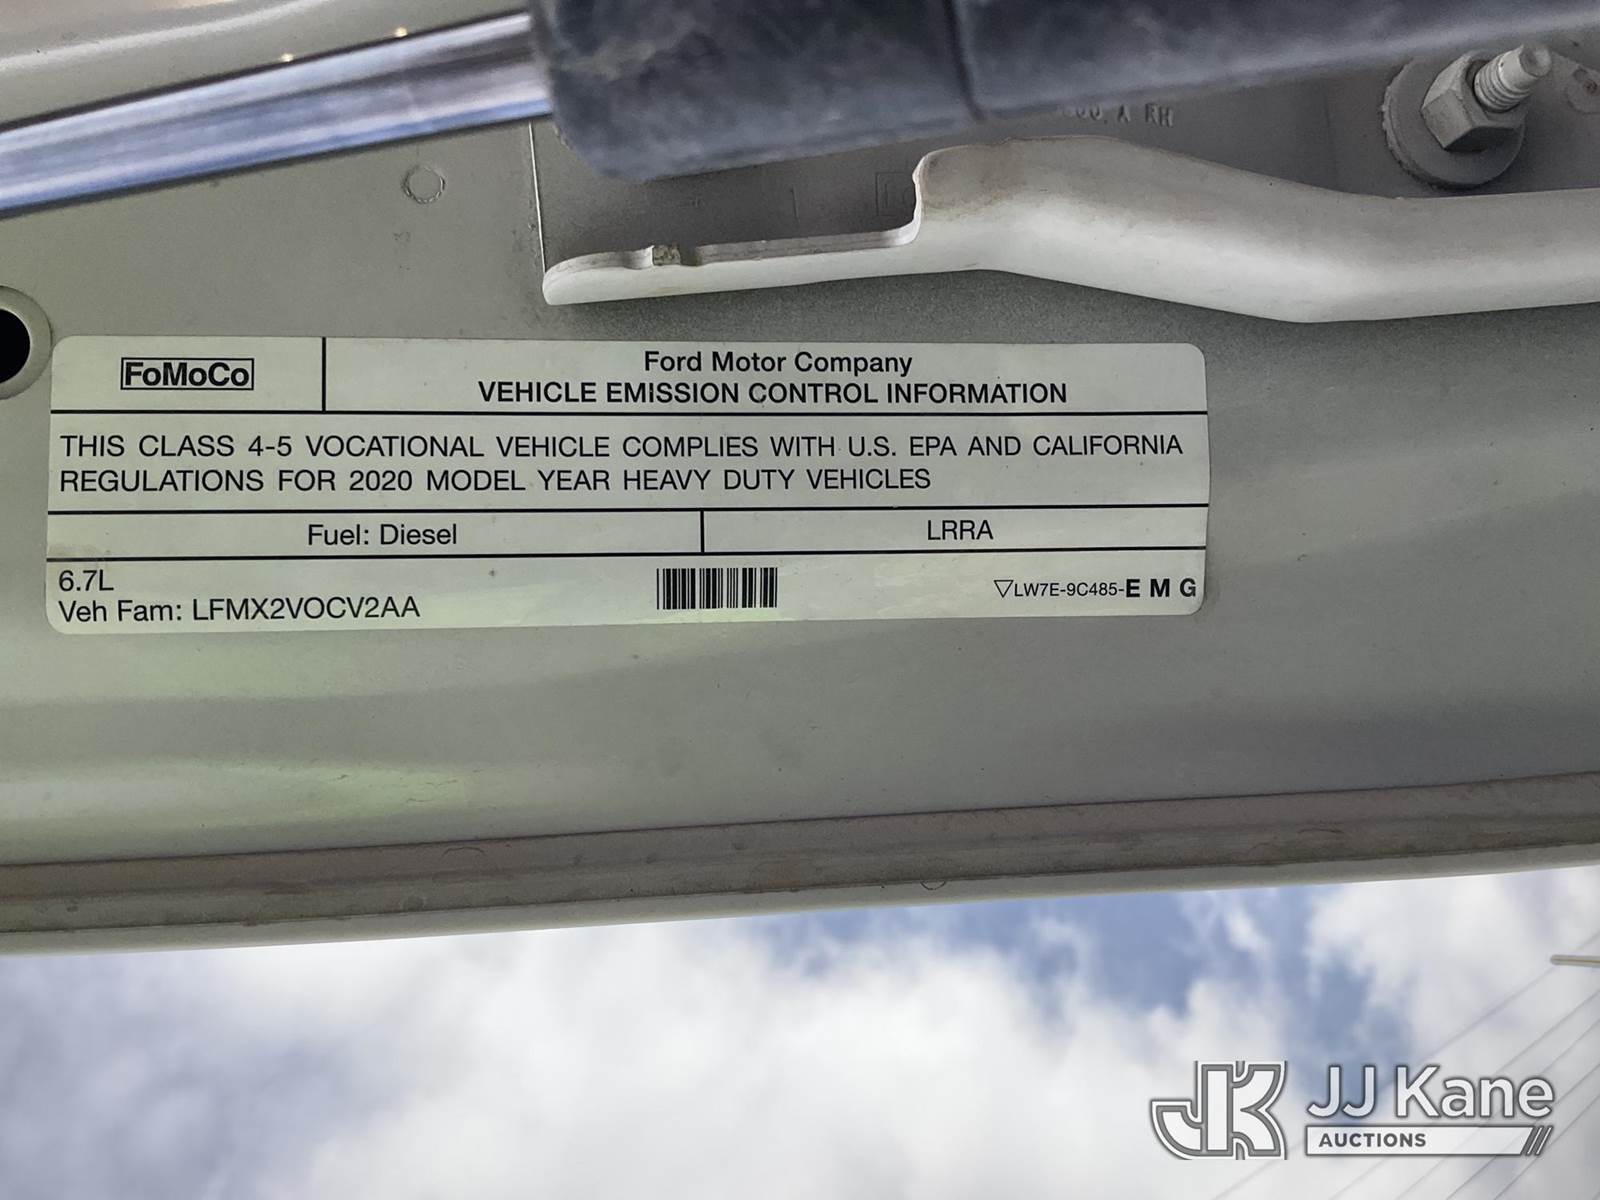 A RH
FoMoCo
Ford Motor Company
VEHICLE EMISSION CONTROL INFORMATION
THIS CLASS 4-5 VOCATIONAL VEHICLE COMPLIES WITH U.S. EPA AND CALIFORNIA
REGULATIONS FOR 2020 MODEL YEAR HEAVY DUTY VEHICLES
Fuel: Diesel
LRRA
6.7L
Veh Fam: LFMX2VOCV2AA
▽LW7E-9C485-E M G
JK JJ Kane
AUCTIONS